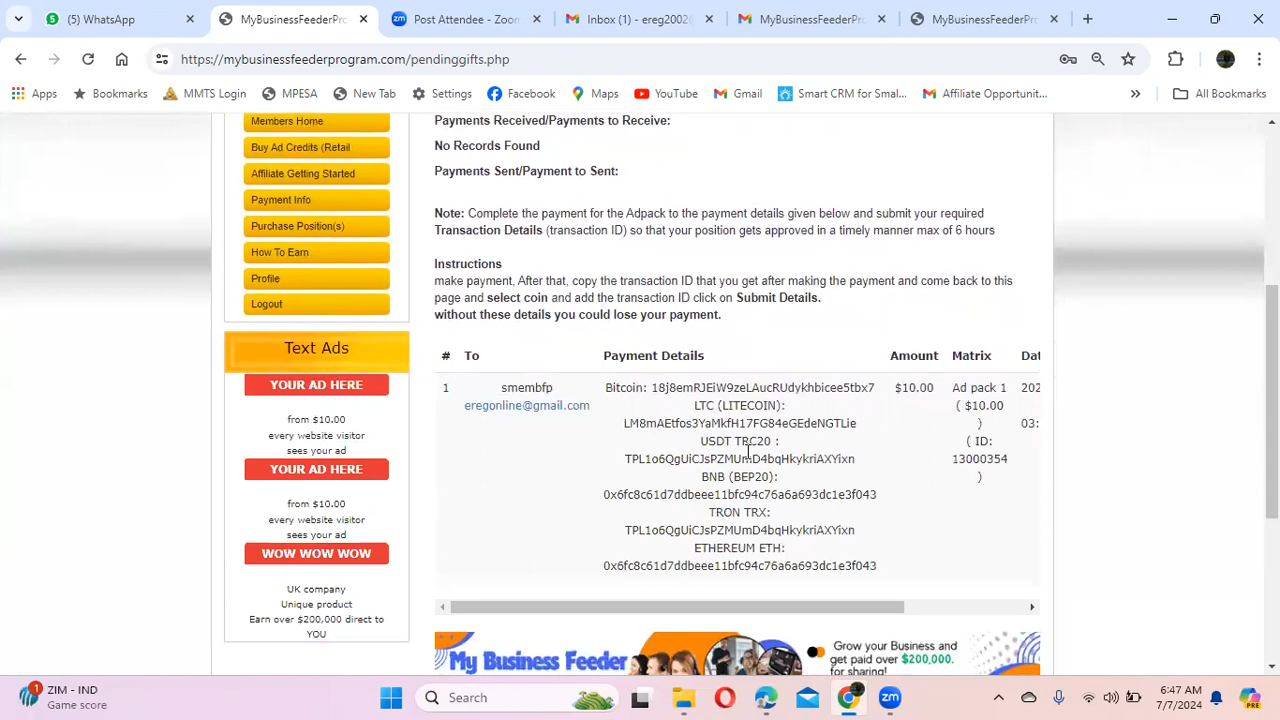 (5) WhatsApp
MyBusinessFeederPro
Post Attendee - Zoom
Inbox (1) - ereg2002
MyBusinessFeederPro
MyBusinessFeederPro
https://mybusinessfeederprogram.com/pendinggifts.php
Apps
Bookmarks
MMTS Login
MPESA
New Tab
Settings
Facebook
Maps
YouTube
Gmail
Smart CRM for Smal...
Affiliate Opportunit...
All Bookmarks
Members Home
Buy Ad Credits (Retail
Affiliate Getting Started
Payment Info
Purchase Position(s)
How To Earn
Profile
Logout
Text Ads
YOUR AD HERE
from $10.00
every website visitor
sees your ad
YOUR AD HERE
from $10.00
every website visitor
sees your ad
WOW WOW WOW
UK company
Unique product
Earn over $200,000 direct to
YOU
Payments Received/Payments to Receive:
No Records Found
Payments Sent/Payment to Sent:
Note: Complete the payment for the Adpack to the payment details given below and submit your required
Transaction Details (transaction ID) so that your position gets approved in a timely manner max of 6 hours
Instructions
make payment, After that, copy the transaction ID that you get after making the payment and come back to this
page and select coin and add the transaction ID click on Submit Details.
without these details you could lose your payment.
# To Payment Details Amount Matrix Dat
1 smembfp Bitcoin: 18j8emRJEiW9zeLAucRUdykhbicee5tbx7 $10.00 Ad pack 1 202
eregonline@gmail.com LTC (LITECOIN): ( $10.00 03:
LM8mAEtfos3YaMkfH17FG84eGEdeNGTLie )
USDT TRC20 : ( ID:
TPL1o6QgUiCJsPZMUmD4bqHkykriAXYixn 13000354
BNB (BEP20): )
0x6fc8c61d7ddbeee11bfc94c76a6a693dc1e3f043
TRON TRX:
TPL1o6QgUiCJsPZMUmD4bqHkykriAXYixn
ETHEREUM ETH:
0x6fc8c61d7ddbeee11bfc94c76a6a693dc1e3f043
My Business Feeder
Grow your Business and
get paid over $200,000.
for sharing!
1
ZIM - IND
Game score
Search
6:47 AM
7/7/2024
PRE